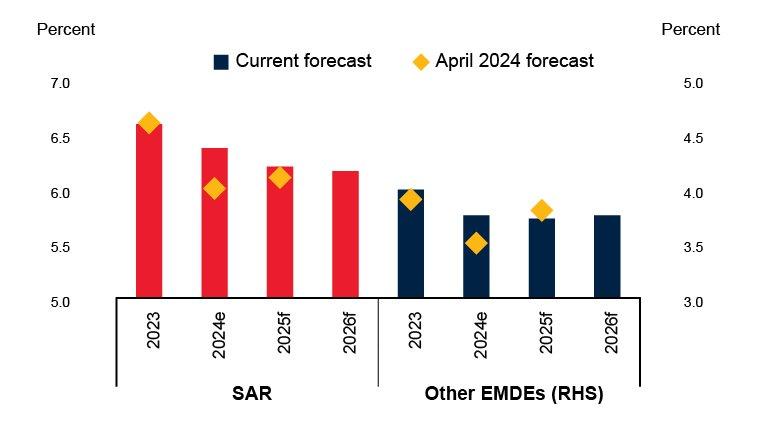 Percent Percent
Current forecast April 2024 forecast
7.0 5.0
6.5 4.5
6.0 4.0
5.5 3.5
5.0 3.0
2023 2024e 2025f 2026f 2023 2024e 2025f 2026f
SAR Other EMDEs (RHS)